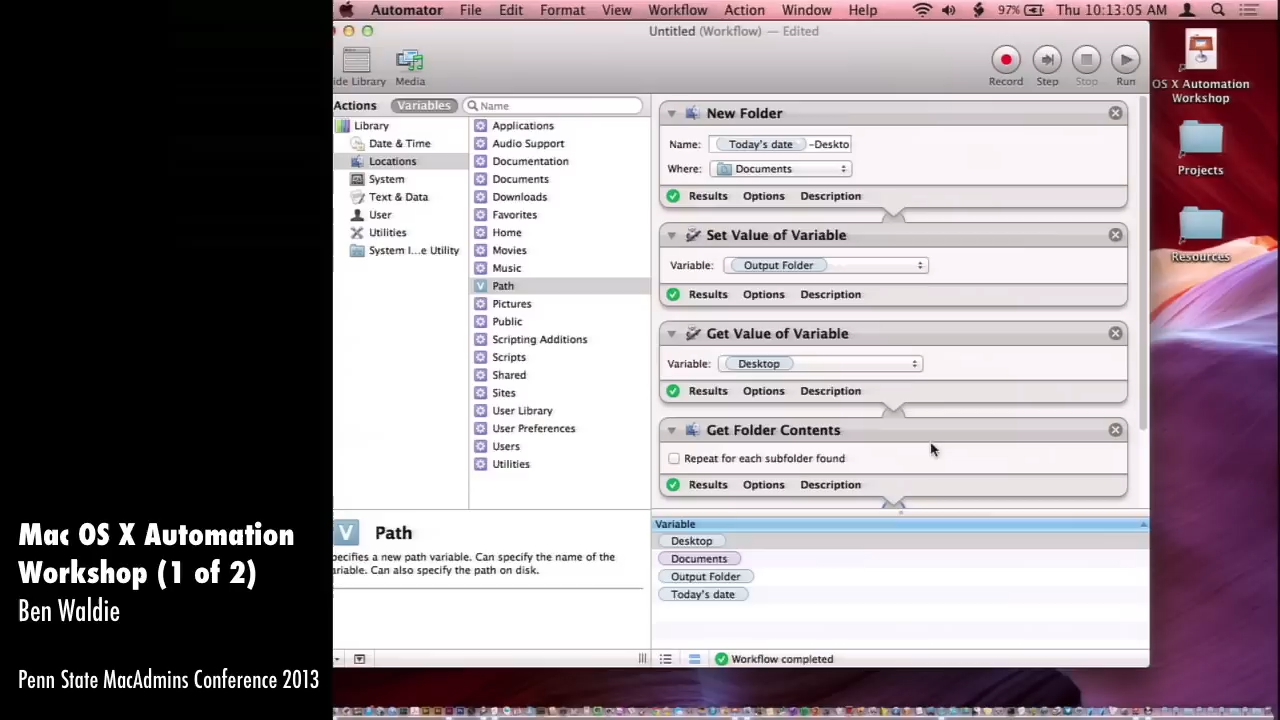 Automator File Edit Format View Workflow Action Window Help 97% Thu 10:13:05 AM
Untitled (Workflow) — Edited
de Library Media Record Step Stop Run
Actions Variables Name
Library
Date & Time
Locations
System
Text & Data
User
Utilities
System I...e Utility
Applications
Audio Support
Documentation
Documents
Downloads
Favorites
Home
Movies
Music
V Path
Pictures
Public
Scripting Additions
Scripts
Shared
Sites
User Library
User Preferences
Users
Utilities
New Folder
Name: Today's date -Deskto
Where: Documents
Results Options Description
Set Value of Variable
Variable: Output Folder
Results Options Description
Get Value of Variable
Variable: Desktop
Results Options Description
Get Folder Contents
Repeat for each subfolder found
Results Options Description
V Path
pecifies a new path variable. Can specify the name of the
ariable. Can also specify the path on disk.
Variable
Desktop
Documents
Output Folder
Today's date
Workflow completed
OS X Automation
Workshop
Projects
Resources
Mac OS X Automation
Workshop (1 of 2)
Ben Waldie
Penn State MacAdmins Conference 2013